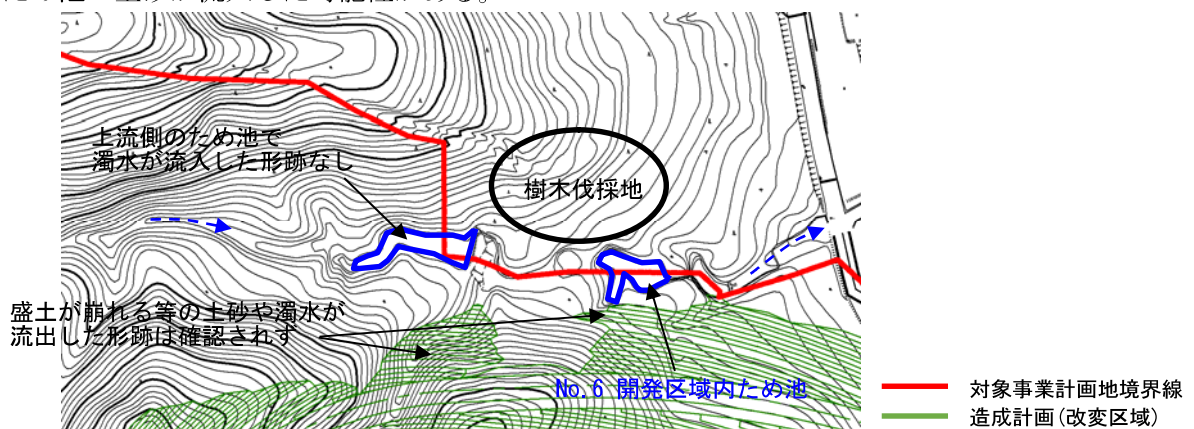 上流側のため池で
濁水が流入した形跡なし
樹木伐採地
盛土が崩れる等の土砂や濁水が
流出した形跡は確認されず
No.6 開発区域内ため池
対象事業計画地境界線
造成計画(改変区域)